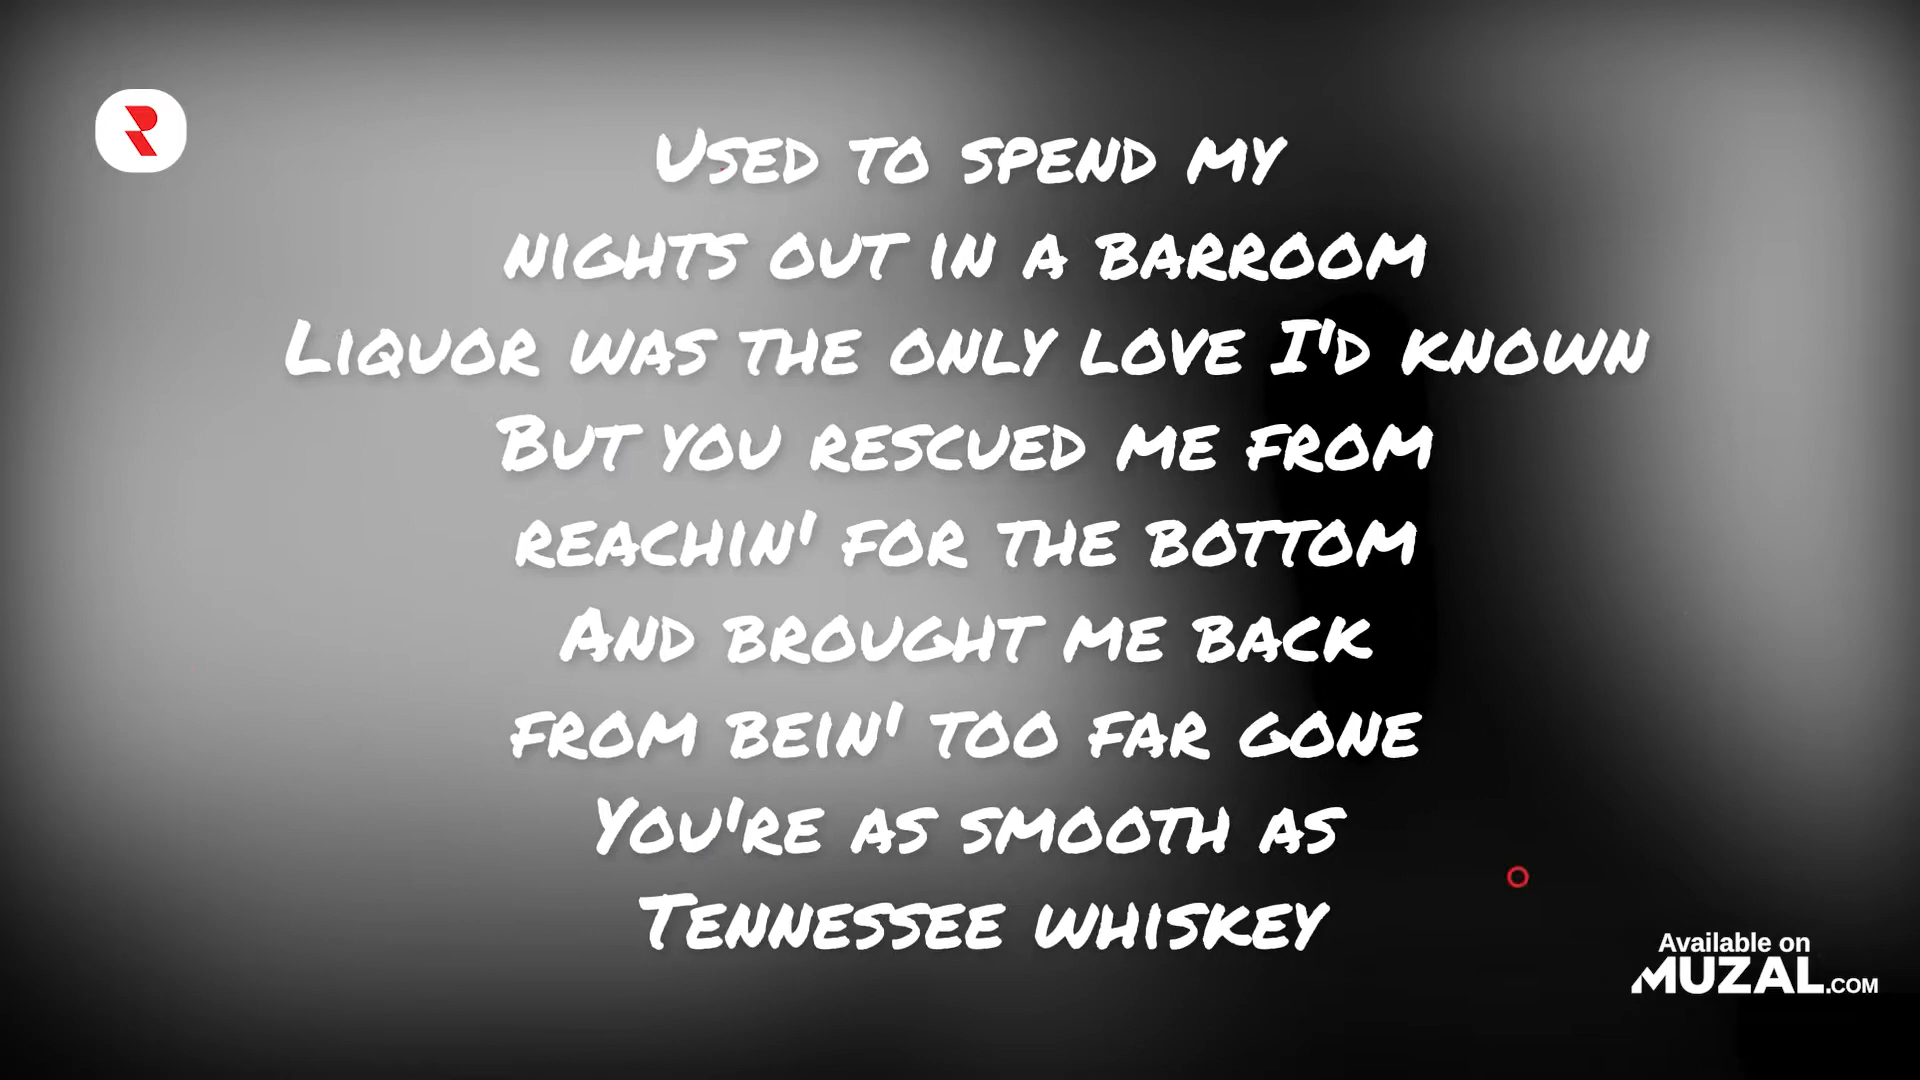 Used to spend my
nights out in a barroom
Liquor was the only love I'd known
But you rescued me from
reachin' for the bottom
And brought me back
from bein' too far gone
You're as smooth as
Tennessee whiskey
R
Available on
MUZAL.COM